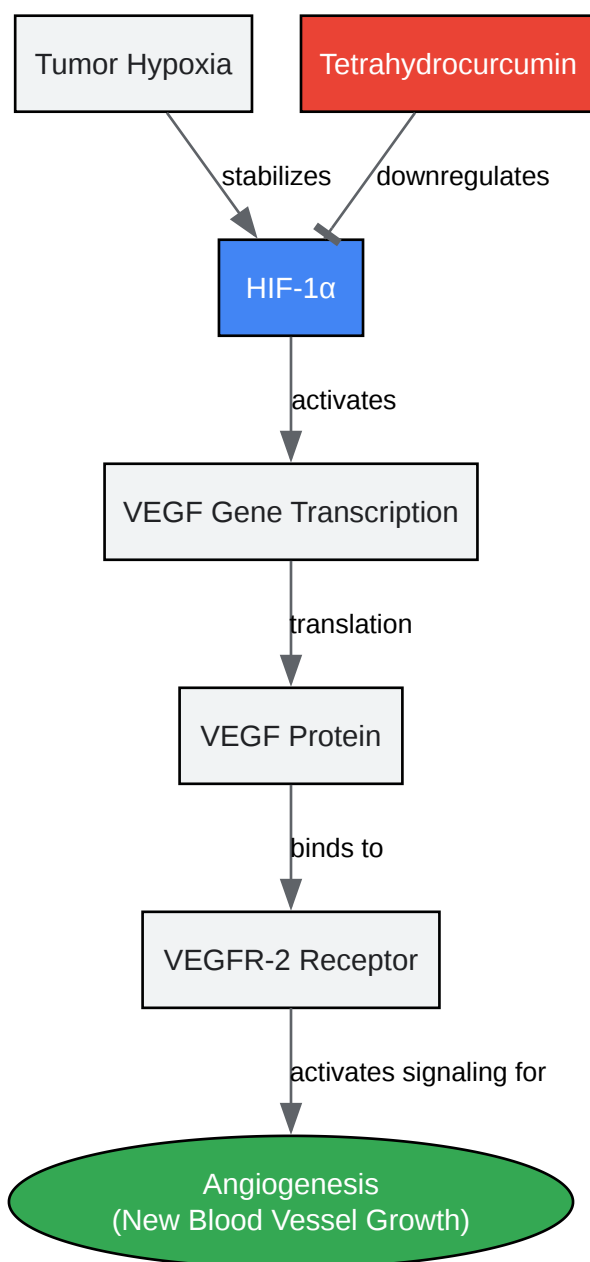 Tumor Hypoxia
Tetrahydrocurcumin
stabilizes
downregulates
HIF-1α
activates
VEGF Gene Transcription
translation
VEGF Protein
binds to
VEGFR-2 Receptor
activates signaling for
Angiogenesis
(New Blood Vessel Growth)